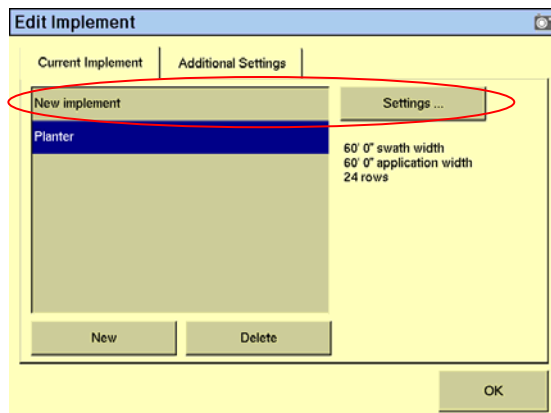 Edit Implement
Current Implement
Additional Settings
New implement
Settings ...
Planter
60' 0" swath width
60' 0" application width
24 rows
New
Delete
OK